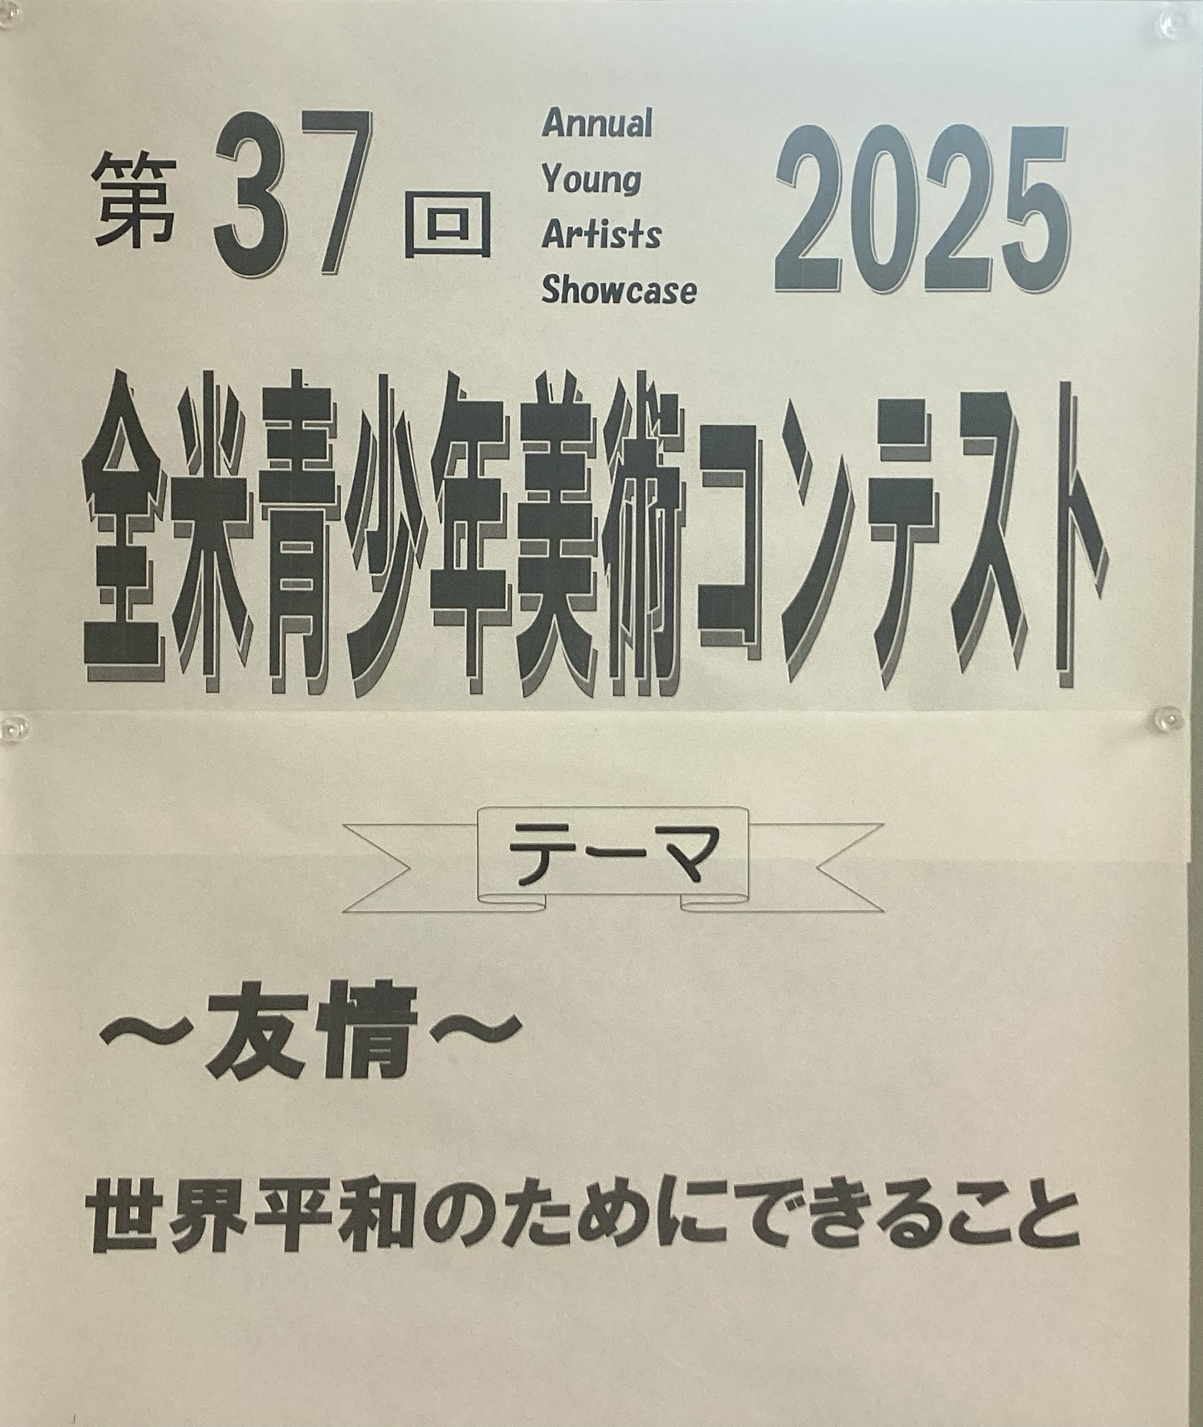 第37回
Annual
Young
Artists
Showcase
2025
全米青少年美術コンテスト
テーマ
～友情～
世界平和のためにできること